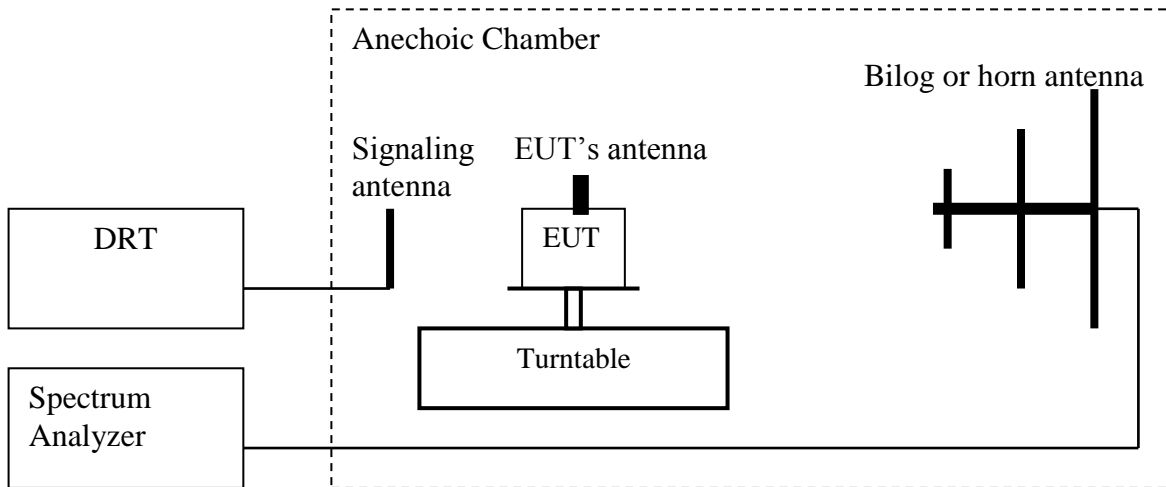 Anechoic Chamber
Bilog or horn antenna
Signaling
antenna
EUT’s antenna
DRT
EUT
Turntable
Spectrum
Analyzer